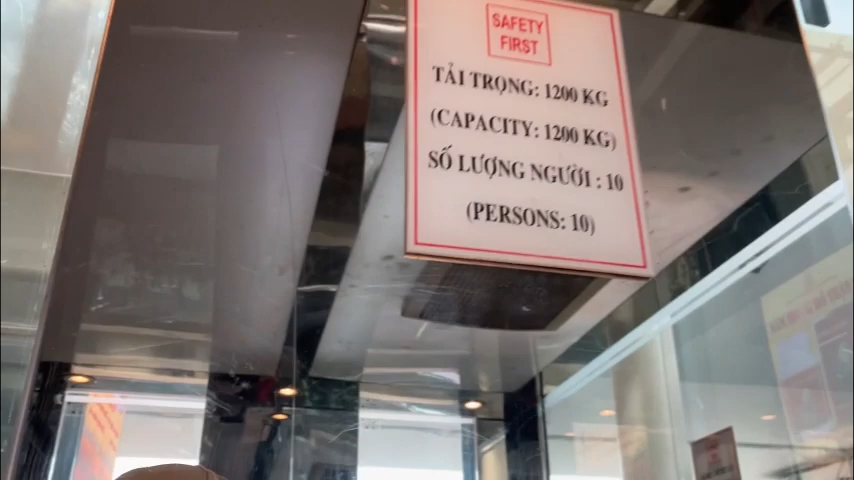 SAFETY
FIRST
TẢI TRỌNG: 1200 KG
(CAPACITY: 1200 KG)
SỐ LƯỢNG NGƯỜI : 10
(PERSONS: 10)